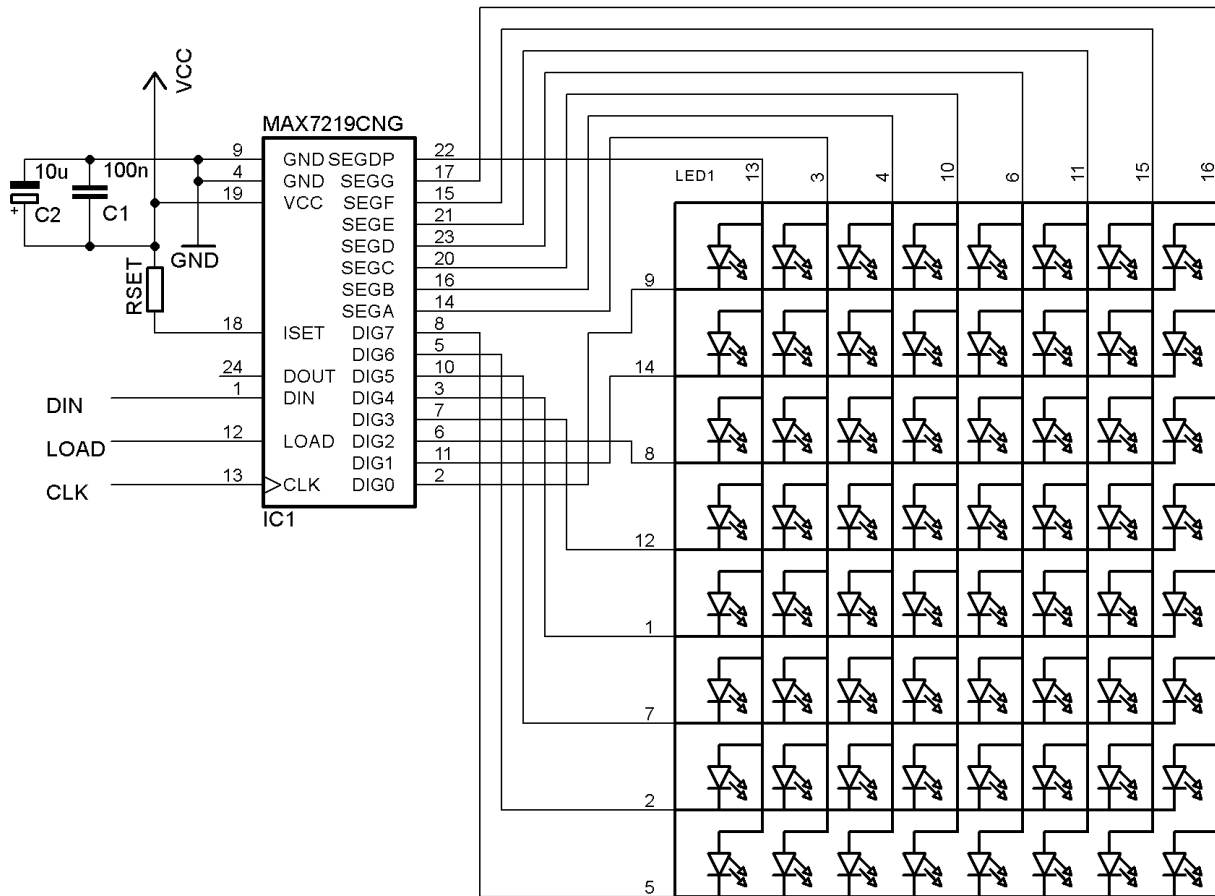 VCC
MAX7219CNG
10u
+
C2
100n
C1
GND
RSET
DIN
LOAD
CLK
9 GND SEGDP 22
4 GND SEGG 17
19 VCC SEGF 15
SEGE 21
SEGD 23
SEGC 20
SEGB 16
SEGA 14
18 ISET DIG7 8
DIG6 5
24 DOUT DIG5 10
1 DIN DIG4 3
DIG3 7
12 LOAD DIG2 6
DIG1 11
13 CLK DIG0 2
IC1
LED1
13 3 4 10 6 11 15 16
9
14
8
12
1
7
2
5